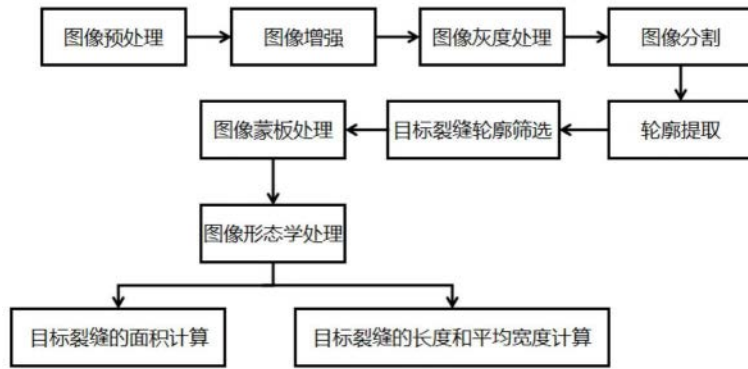 图像预处理
图像增强
图像灰度处理
图像分割
轮廓提取
目标裂缝轮廓筛选
图像蒙板处理
图像形态学处理
目标裂缝的面积计算
目标裂缝的长度和平均宽度计算